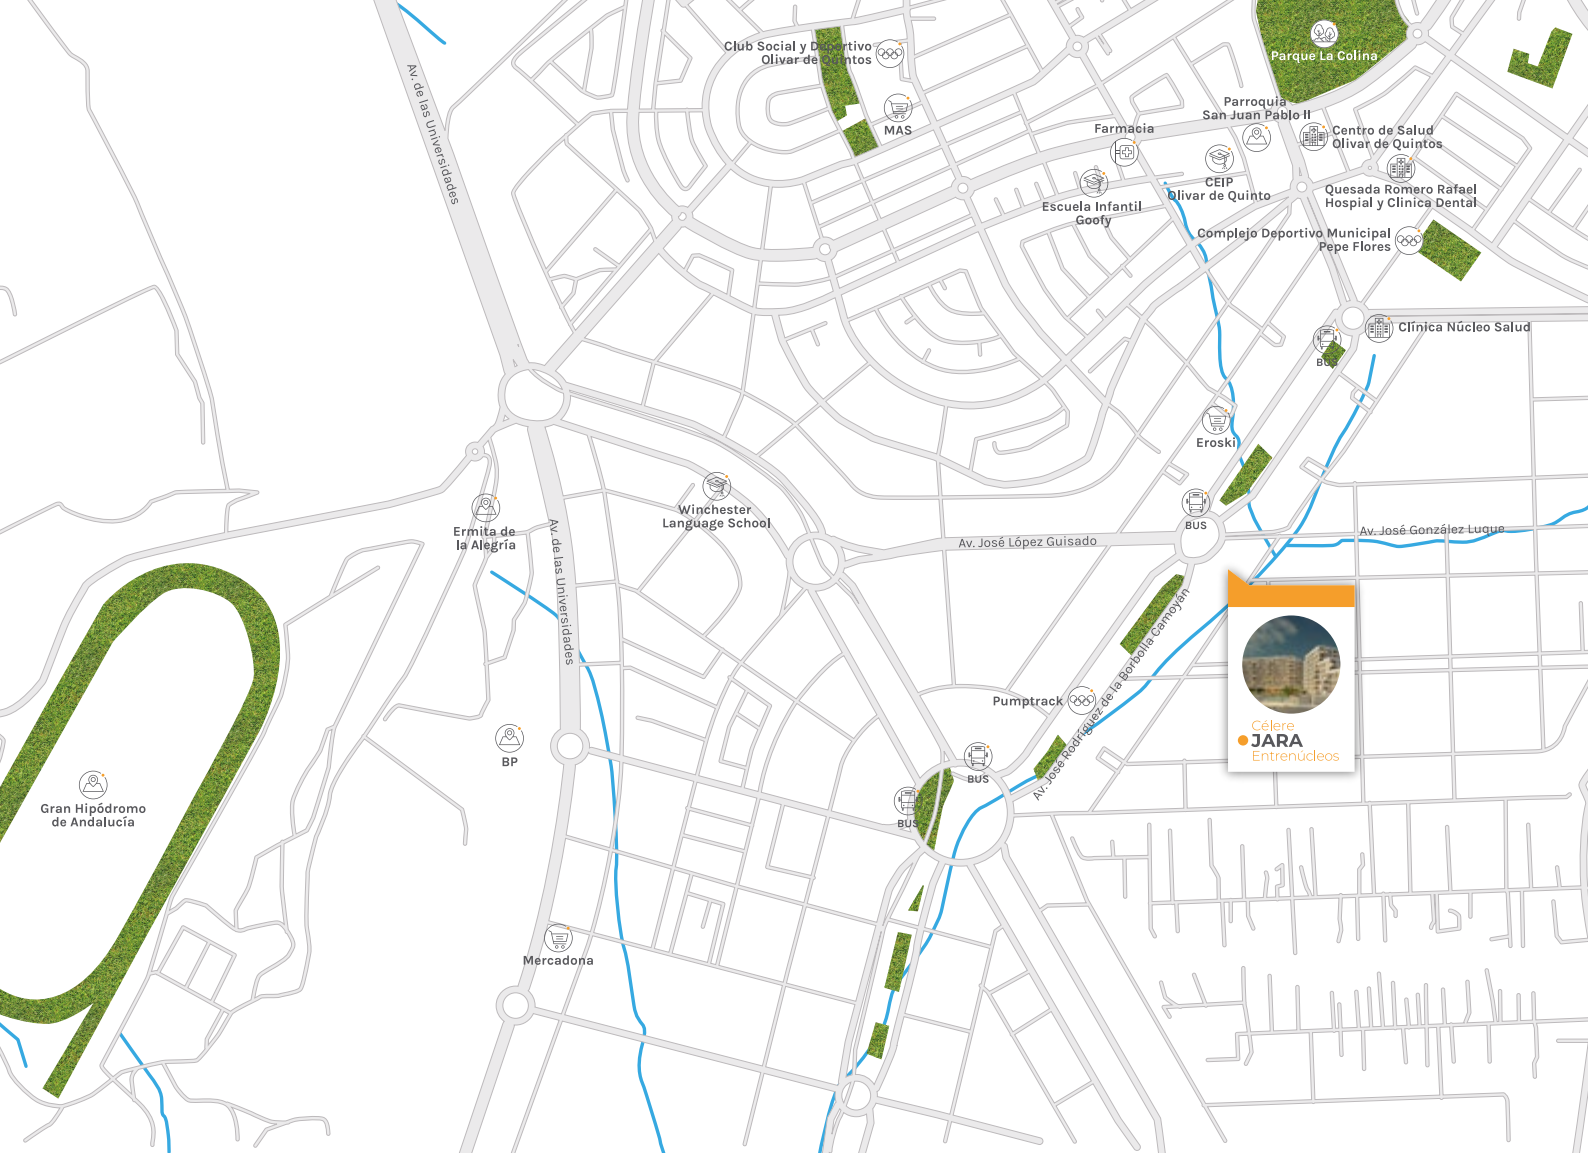 Club Social y Deportivo
Olivar de Quintos
MAS
Parque La Colina
Av. de las Universidades
Farmacia
Parroquia
San Juan Pablo II
Centro de Salud
Olivar de Quintos
CEIP
Olivar de Quinto
Escuela Infantil
Goofy
Quesada Romero Rafael
Hospial y Clinica Dental
Complejo Deportivo Municipal
Pepe Flores
Clínica Núcleo Salud
BUS
Eroski
Winchester
Language School
Ermita de
la Alegría
BUS
Av. José López Guisado
Av. José González Luque
Av. de las Universidades
Av. José Rodríguez de la Borbolla Camoyán
Pumptrack
Célere
JARA
Entrenúcleos
BP
BUS
BUS
Gran Hipódromo
de Andalucía
Mercadona